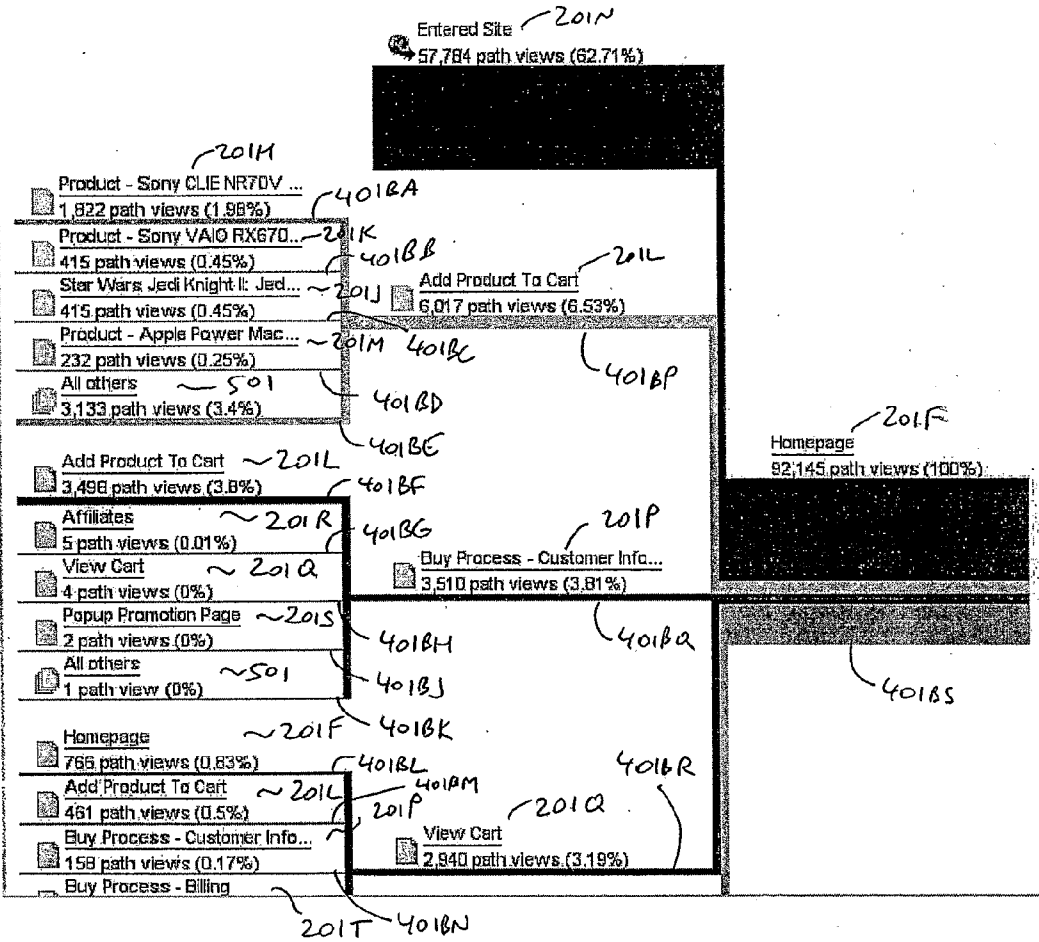 Entered Site
201N
57,784 path views (62.71%)
201H
Product - Sony CLIE NR70V ...
401BA
1,822 path views (1.98%)
Product - Sony VAIO RX670...
201K
401BB
415 path views (0.45%)
Star Wars Jedi Knight II: Jed...
201J
415 path views (0.45%)
Product - Apple Power Mac...
201M
401BC
232 path views (0.25%)
All others
501
401BD
3,133 path views (3.4%)
401BE
Add Product To Cart
201L
6,017 path views (6.53%)
401BP
201F
Homepage
92,145 path views (100%)
Add Product To Cart
201L
3,496 path views (3.8%)
401BF
Affiliates
201R
401BG
5 path views (0.01%)
View Cart
201Q
4 path views (0%)
Popup Promotion Page
201S
401BH
2 path views (0%)
All others
501
401BJ
1 path view (0%)
401BK
201P
Buy Process - Customer Info...
3,510 path views (3.81%)
401BQ
401BS
Homepage
201F
766 path views (0.83%)
401BL
Add Product To Cart
201L
401BM
461 path views (0.5%)
201P
Buy Process - Customer Info...
158 path views (0.17%)
Buy Process - Billing
201T
401BN
401BR
201Q
View Cart
2,940 path views (3.19%)